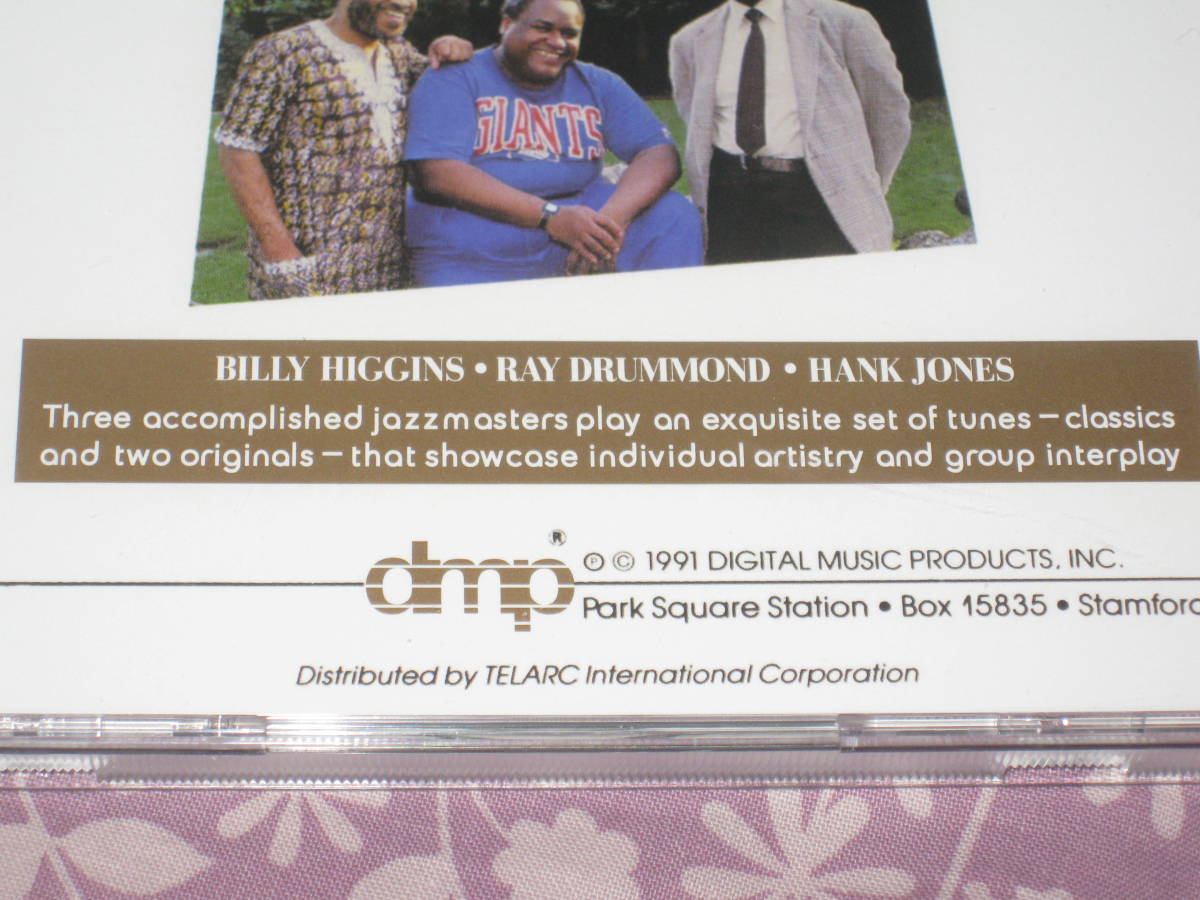 GIANTS
BILLY HIGGINS • RAY DRUMMOND • HANK JONES
Three accomplished jazzmasters play an exquisite set of tunes – classics
and two originals – that showcase individual artistry and group interplay
dmp ®
℗ © 1991 DIGITAL MUSIC PRODUCTS, INC.
Park Square Station • Box 15835 • Stamford
Distributed by TELARC International Corporation